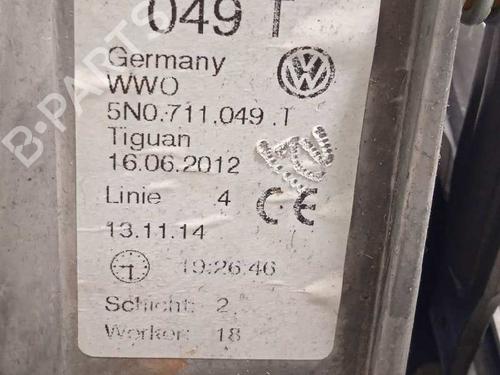 049 T
Germany
WWO
5N0.711.049 .T
Tiguan
16.06.2012
Linie 4 CE
13.11.14
19:26:46
Schicht: 2
Worker: 18
B-PARTS